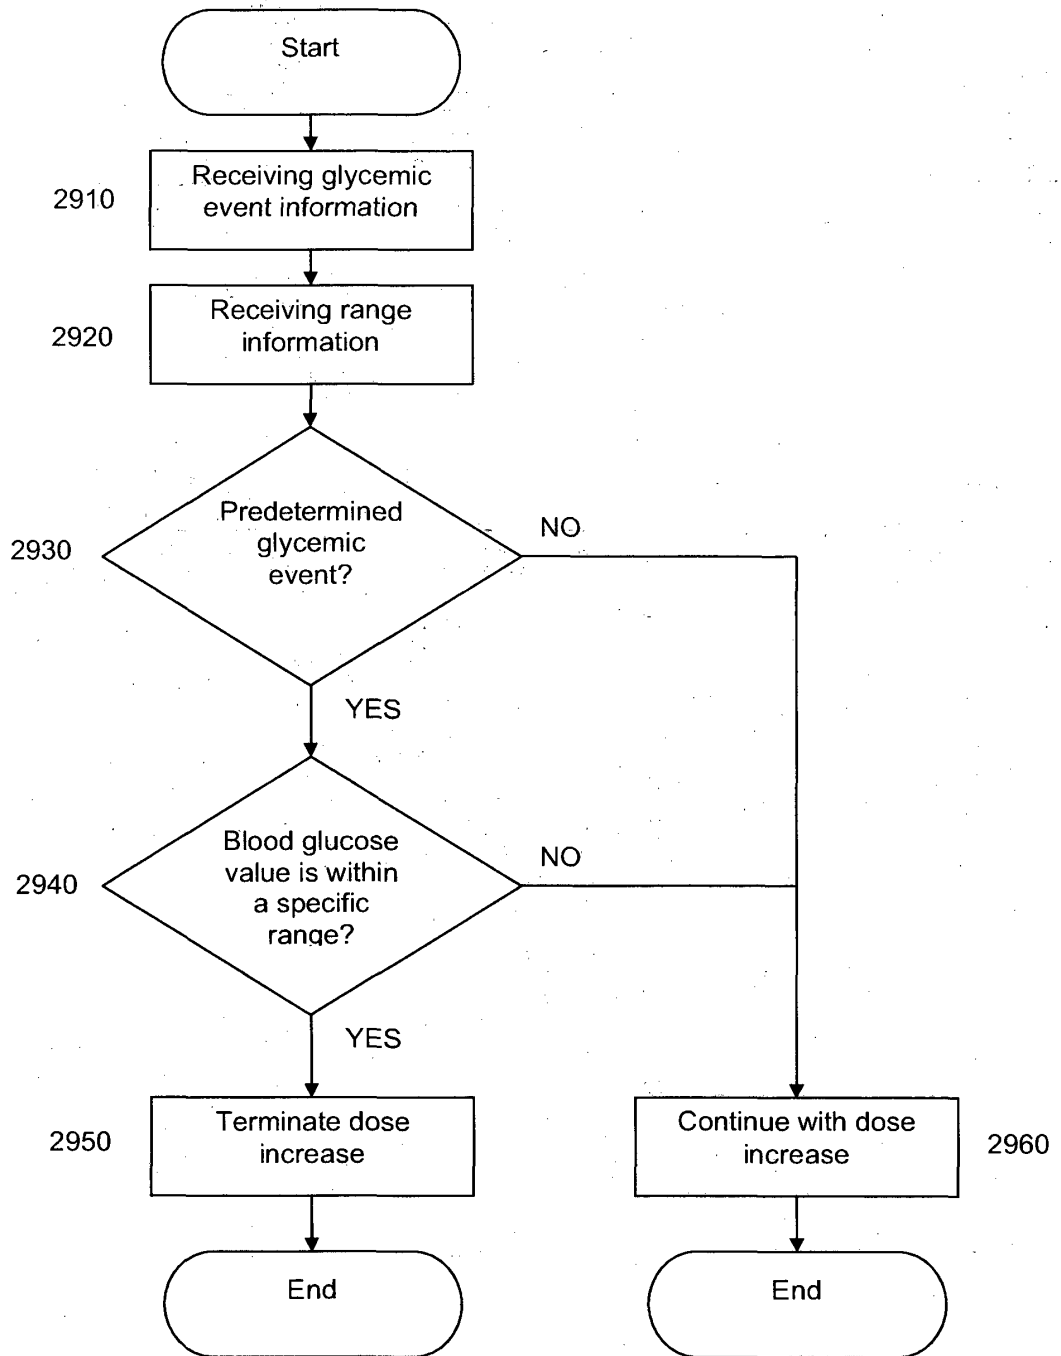 Start
2910
Receiving glycemic
event information
2920
Receiving range
information
2930
Predetermined
glycemic
event?
NO
YES
2940
Blood glucose
value is within
a specific
range?
NO
YES
2950
Terminate dose
increase
Continue with dose
increase
2960
End
End